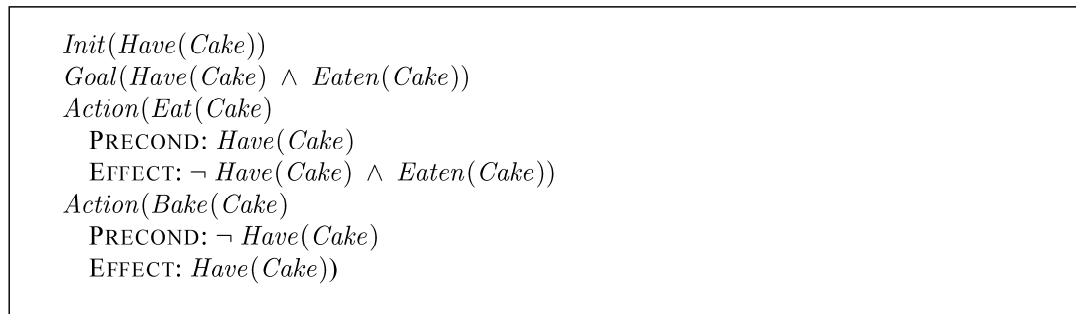 Init(Have(Cake))
Goal(Have(Cake) ∧ Eaten(Cake))
Action(Eat(Cake)
PRECOND: Have(Cake)
EFFECT: ¬ Have(Cake) ∧ Eaten(Cake))
Action(Bake(Cake)
PRECOND: ¬ Have(Cake)
EFFECT: Have(Cake))